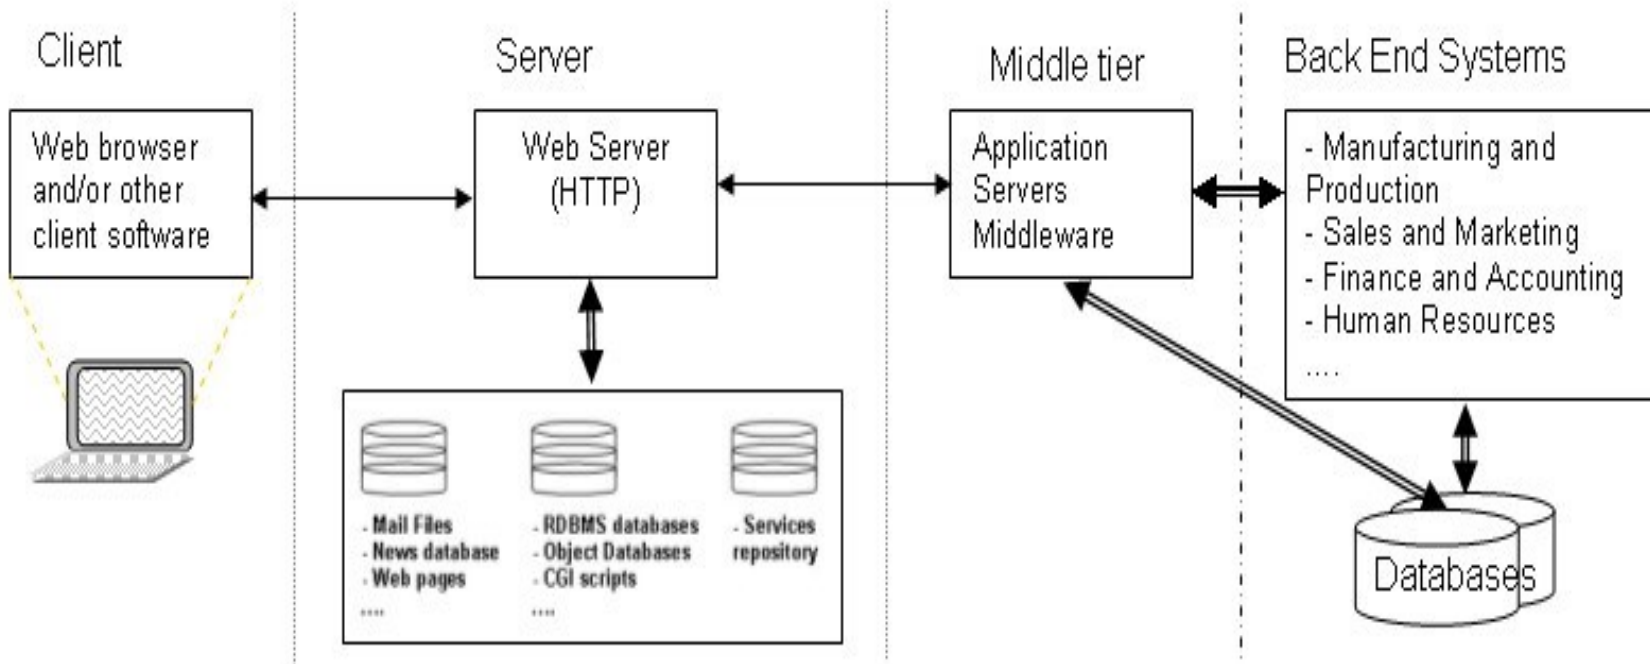 Client
Server
Middle tier
Back End Systems
Web browser
and/or other
client software
Web Server
(HTTP)
Application
Servers
Middleware
- Manufacturing and
Production
- Sales and Marketing
- Finance and Accounting
- Human Resources
....
- Mail Files
- News database
- Web pages
....
- RDBMS databases
- Object Databases
- CGI scripts
....
- Services
repository
Databases